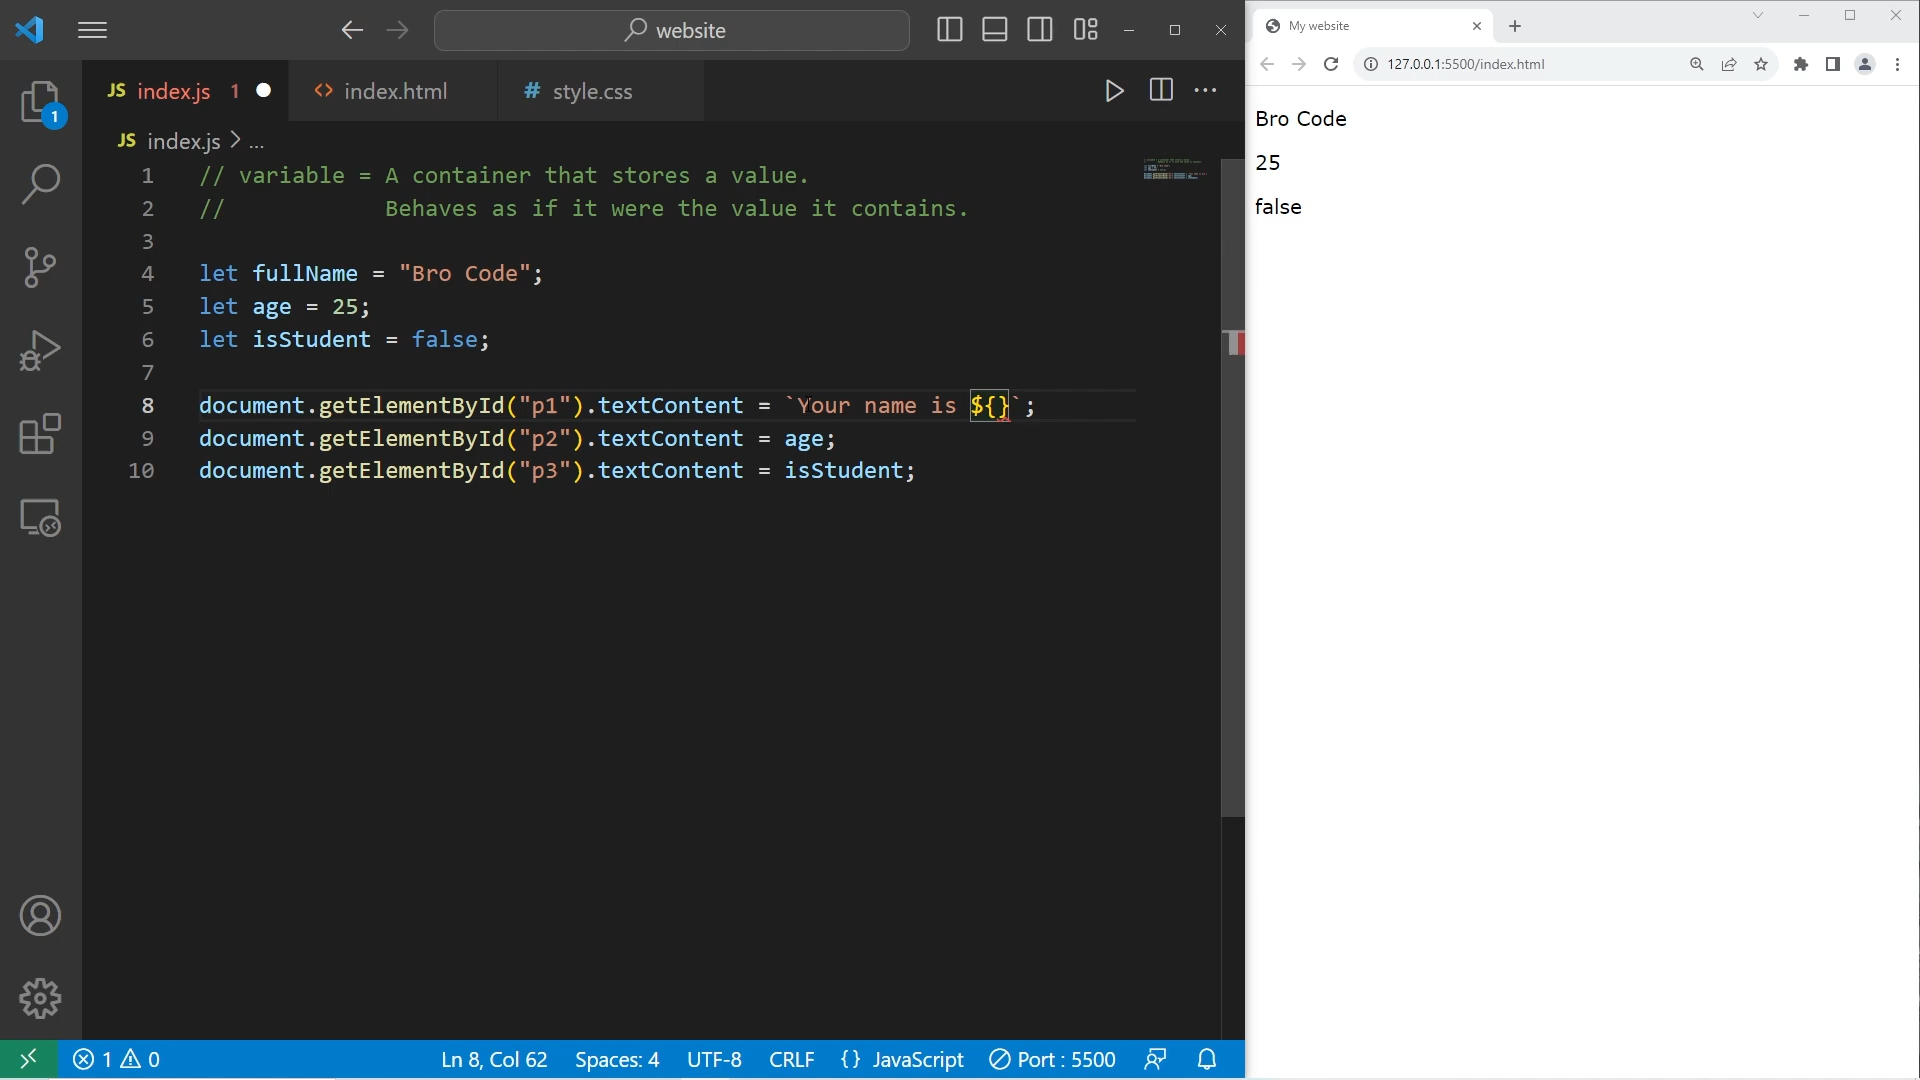 website
JS index.js 1
<> index.html
# style.css
JS index.js > ...
1 // variable = A container that stores a value.
2 // Behaves as if it were the value it contains.
3
4 let fullName = "Bro Code";
5 let age = 25;
6 let isStudent = false;
7
8 document.getElementById("p1").textContent = `Your name is ${}`;
9 document.getElementById("p2").textContent = age;
10 document.getElementById("p3").textContent = isStudent;
1
1 0
Ln 8, Col 62
Spaces: 4
UTF-8
CRLF
{} JavaScript
Port : 5500
My website
127.0.0.1:5500/index.html
Bro Code
25
false